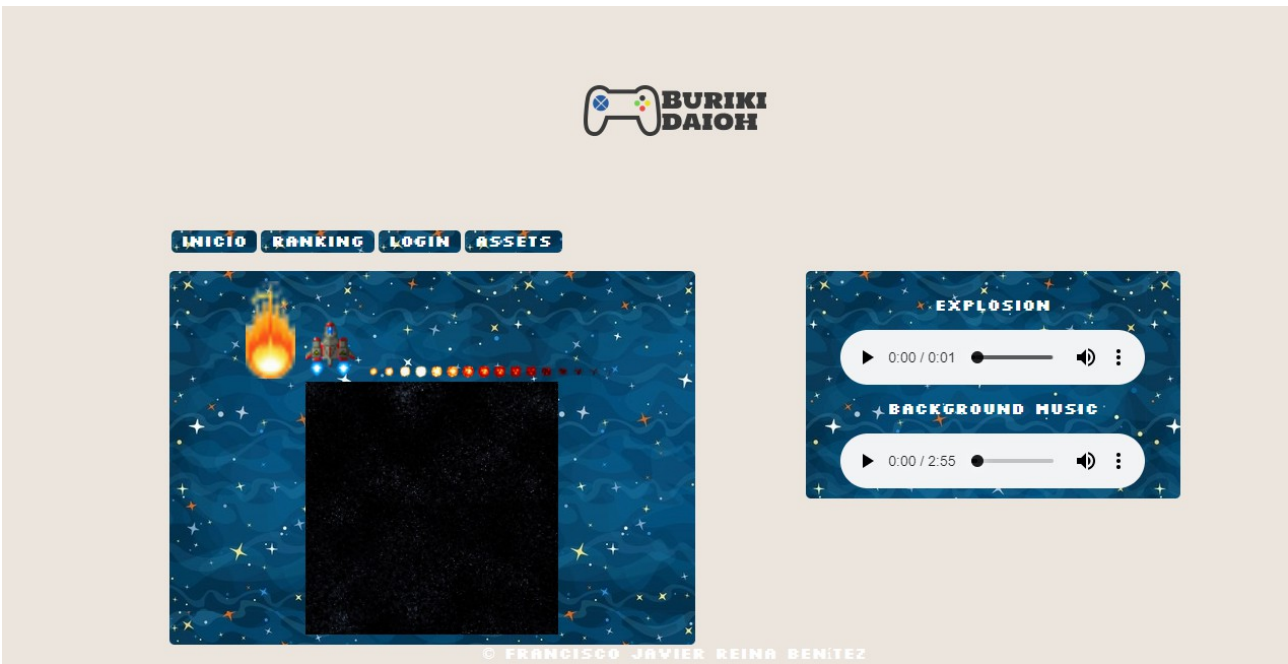 BURIKI
DAIOH
INICIO RANKING LOGIN ASSETS
EXPLOSION
0:00 / 0:01
BACKGROUND MUSIC
0:00 / 2:55
© FRANCISCO JAVIER REINA BENíTEZ